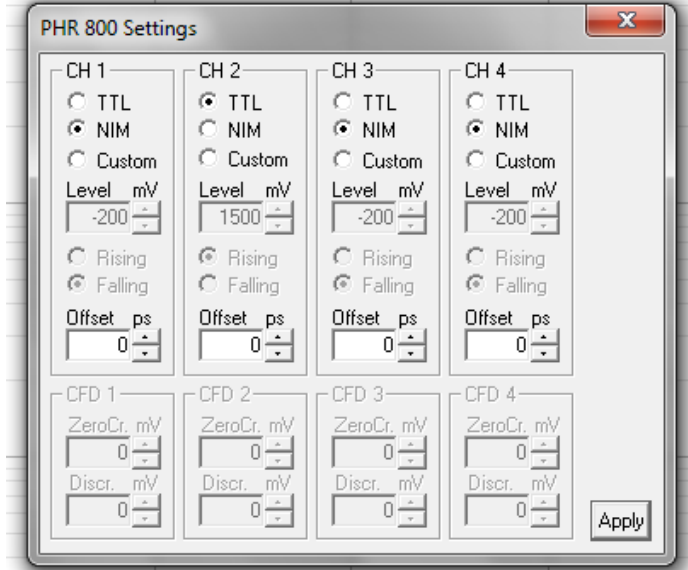 PHR 800 Settings
CH 1 CH 2 CH 3 CH 4
TTL TTL TTL TTL
NIM NIM NIM NIM
Custom Custom Custom Custom
Level mV Level mV Level mV Level mV
-200 1500 -200 -200
Rising Rising Rising Rising
Falling Falling Falling Falling
Offset ps Offset ps Offset ps Offset ps
0 0 0 0
CFD 1 CFD 2 CFD 3 CFD 4
ZeroCr. mV ZeroCr. mV ZeroCr. mV ZeroCr. mV
0 0 0 0
Discr. mV Discr. mV Discr. mV Discr. mV
0 0 0 0
Apply